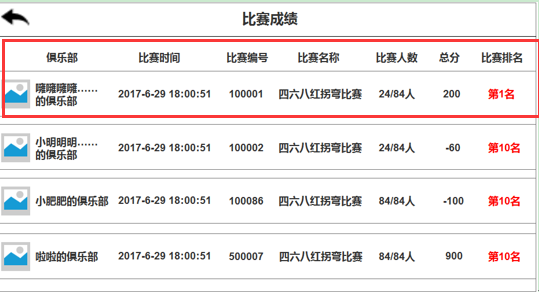 比赛成绩
俱乐部 比赛时间 比赛编号 比赛名称 比赛人数 总分 比赛排名
嘻嘻嘻嘻……
的俱乐部 2017-6-29 18:00:51 100001 四六八红拐弯比赛 24/84人 200 第1名
小明明明……
的俱乐部 2017-6-29 18:00:51 100002 四六八红拐弯比赛 24/84人 -60 第10名
小肥肥的俱乐部 2017-6-29 18:00:51 100086 四六八红拐弯比赛 84/84人 -100 第10名
啦啦的俱乐部 2017-6-29 18:00:51 500007 四六八红拐弯比赛 84/84人 900 第10名